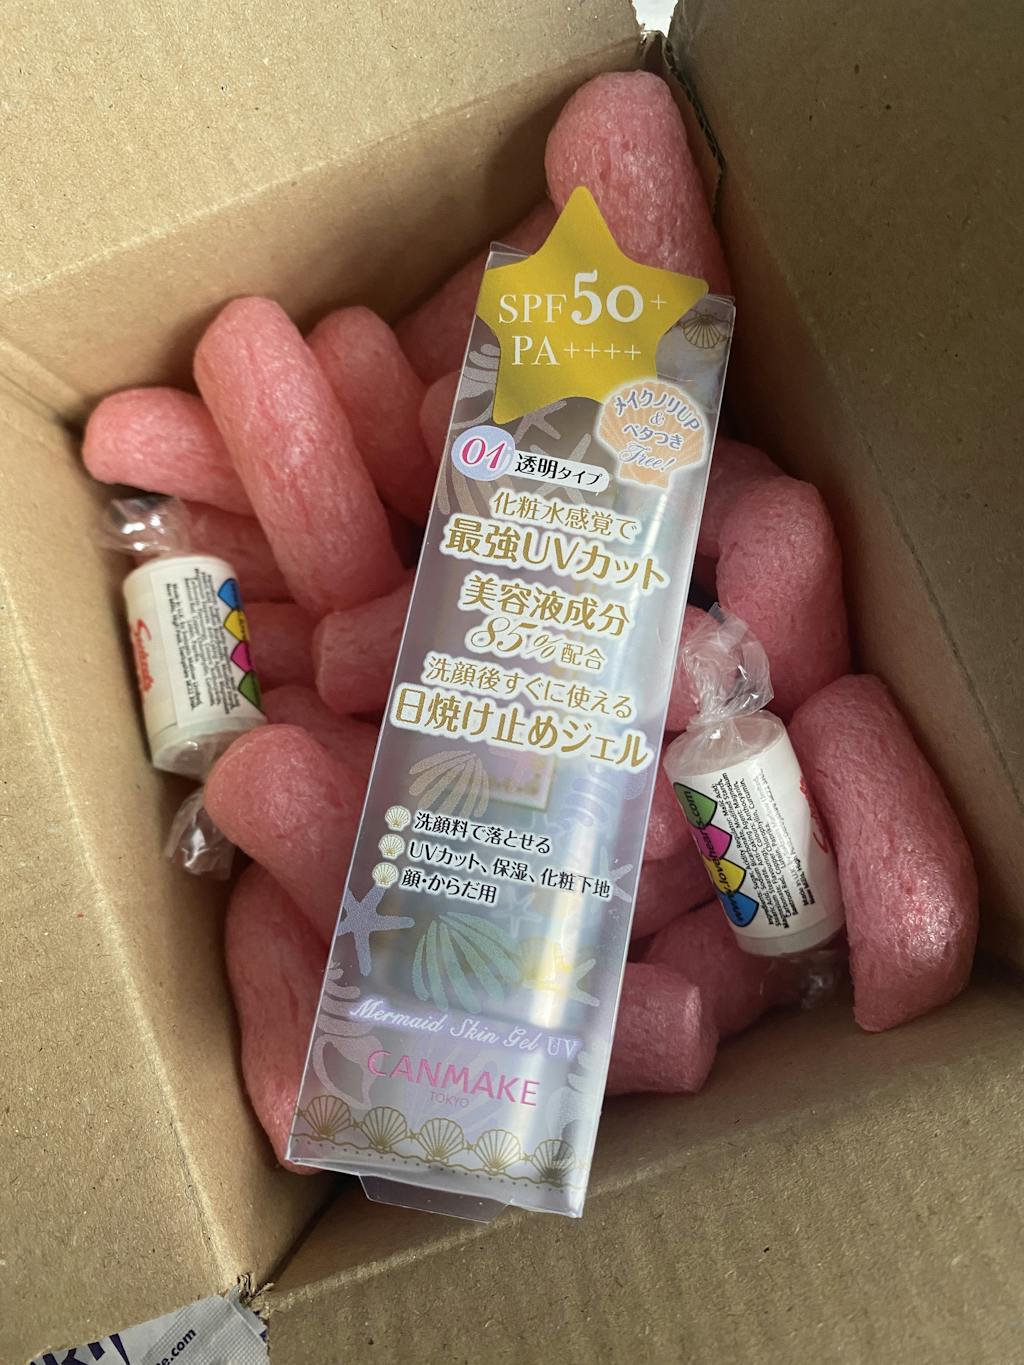 SPF50+
PA++++
メイクノリUP
&
ベタつき
Free!
01 透明タイプ
化粧水感覚で
最強UVカット
美容液成分
85%配合
洗顔後すぐに使える
日焼け止めジェル
洗顔料で落とせる
UVカット、保湿、化粧下地
顔・からだ用
Mermaid Skin Gel UV
CANMAKE
TOKYO
www.lovehearts.com
e.com